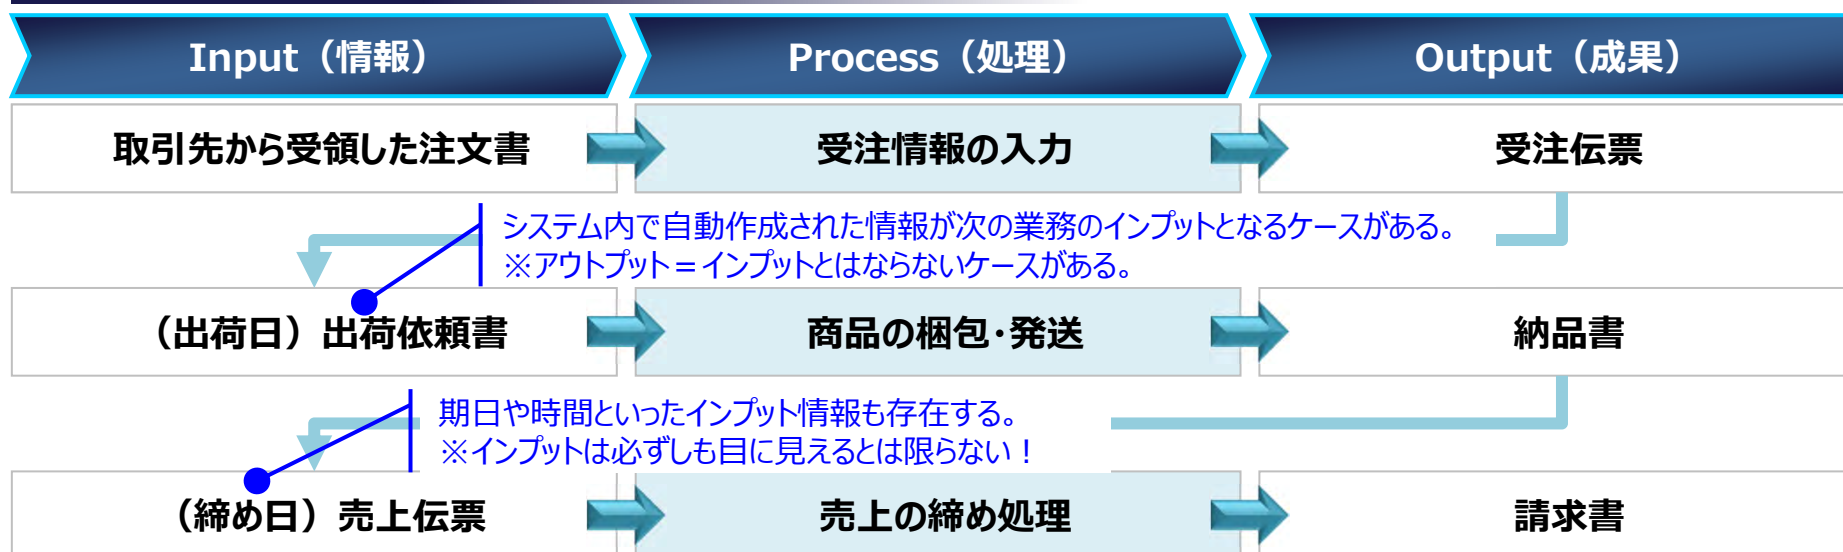 Input（情報）
Process（処理）
Output（成果）
取引先から受領した注文書
受注情報の入力
受注伝票
システム内で自動作成された情報が次の業務のインプットとなるケースがある。
※アウトプット＝インプットとはならないケースがある。
（出荷日）出荷依頼書
商品の梱包・発送
納品書
期日や時間といったインプット情報も存在する。
※インプットは必ずしも目に見えるとは限らない！
（締め日）売上伝票
売上の締め処理
請求書